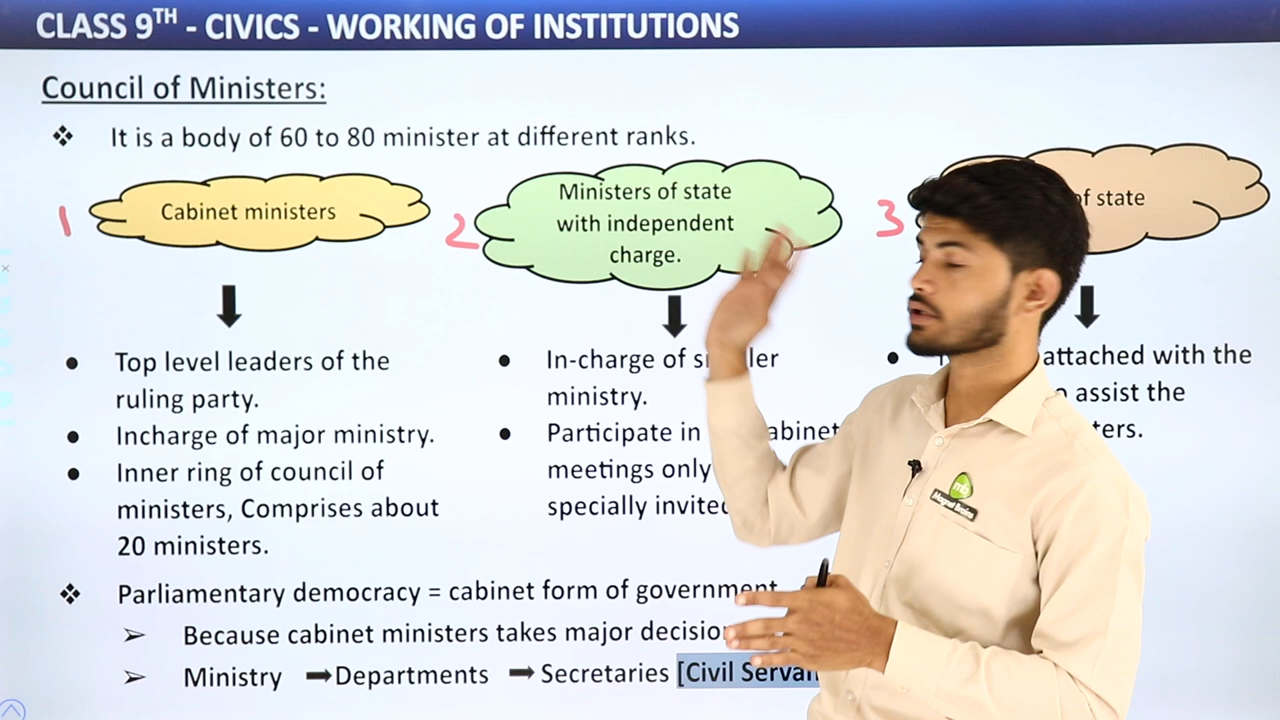 CLASS 9TH - CIVICS - WORKING OF INSTITUTIONS
Council of Ministers:
❖ It is a body of 60 to 80 minister at different ranks.
1
Cabinet ministers
2
Ministers of state
with independent
charge.
3
of state
● Top level leaders of the
ruling party.
● Incharge of major ministry.
● Inner ring of council of
ministers, Comprises about
20 ministers.
● In-charge of
ministry.
● Participate in
meetings only
specially
● attached with the
assist the
❖ Parliamentary democracy = cabinet form of government
➢ Because cabinet ministers takes major
➢ Ministry ➡Departments ➡ Secretaries [Civil